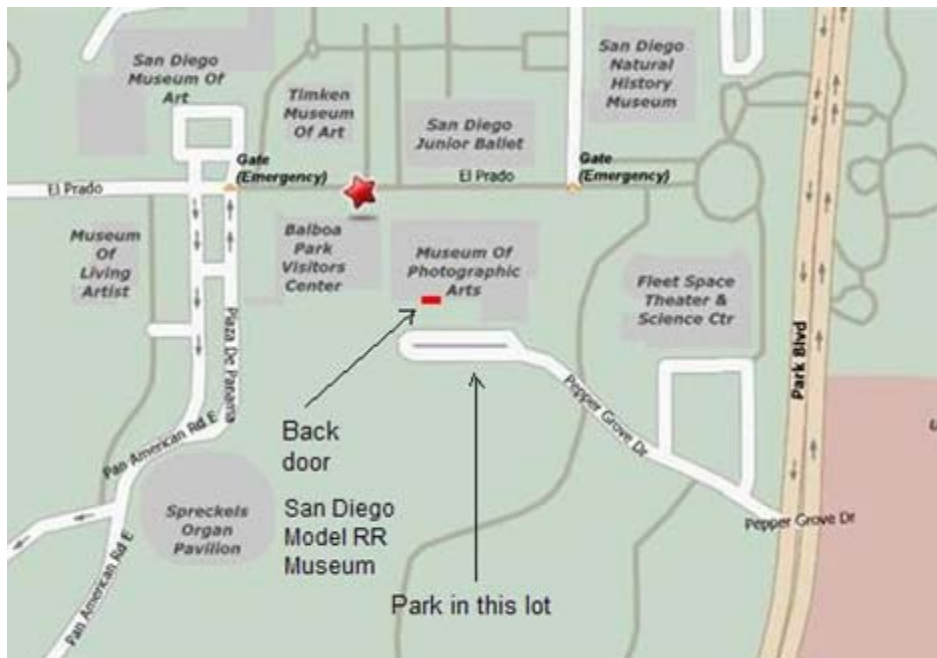 San Diego
Museum Of
Art
Timken
Museum
Of Art
San Diego
Junior Ballet
San Diego
Natural
History
Museum
Gate
(Emergency)
Gate
(Emergency)
El Prado
El Prado
Museum
Of
Living
Artist
Balboa
Park
Visitors
Center
Museum Of
Photographic
Arts
Fleet Space
Theater &
Science Ctr
Park Blvd
Plaza De Panama
Pepper Grove Dr
Pan American Rd E
Back
door
San Diego
Model RR
Museum
Spreckels
Organ
Pavilion
Pepper Grove Dr
Pan American Rd E
Park in this lot
U